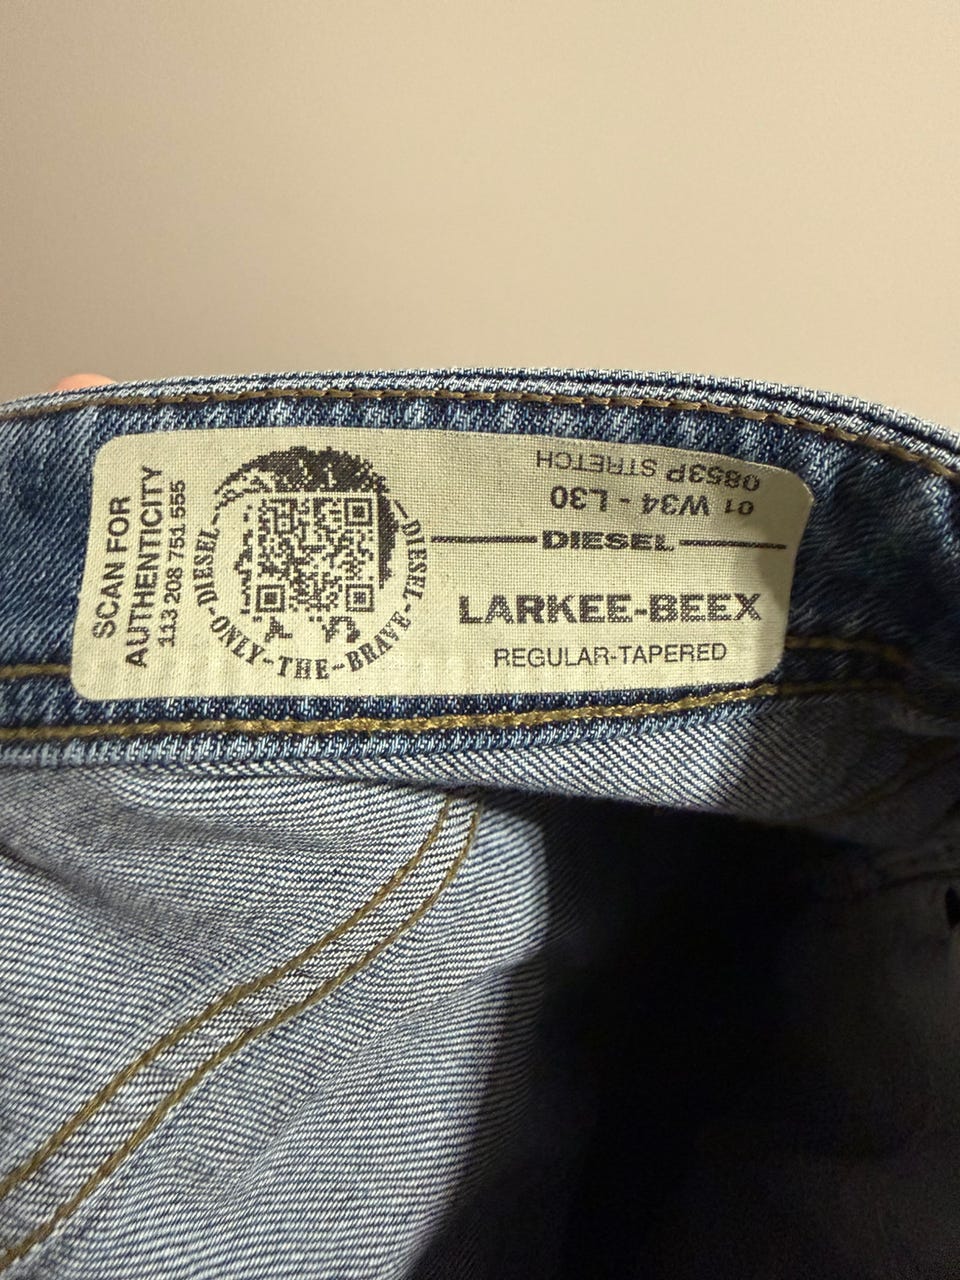 SCAN FOR
AUTHENTICITY
113 208 751 555
DIESEL-ONLY-THE-BRAVE-DIESEL
0853P STRETCH
01 W34 - L30
DIESEL
LARKEE-BEEX
REGULAR-TAPERED